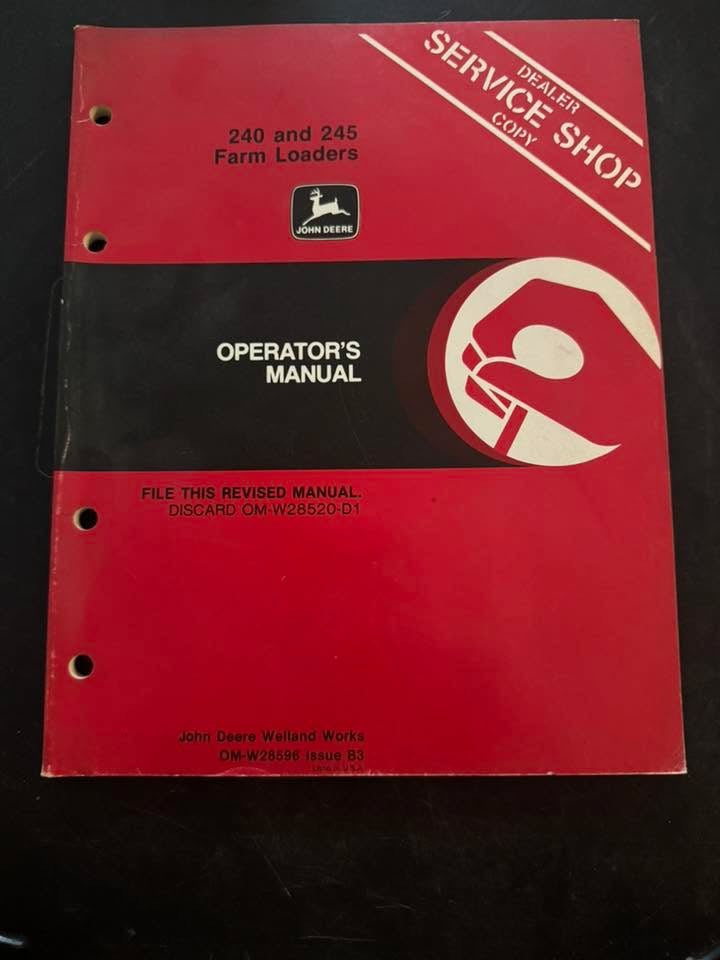 DEALER
SERVICE SHOP
COPY
240 and 245
Farm Loaders
JOHN DEERE
OPERATOR'S
MANUAL
FILE THIS REVISED MANUAL.
DISCARD OM-W28520-D1
John Deere Welland Works
OM-W28596 Issue B3
U.S.A.